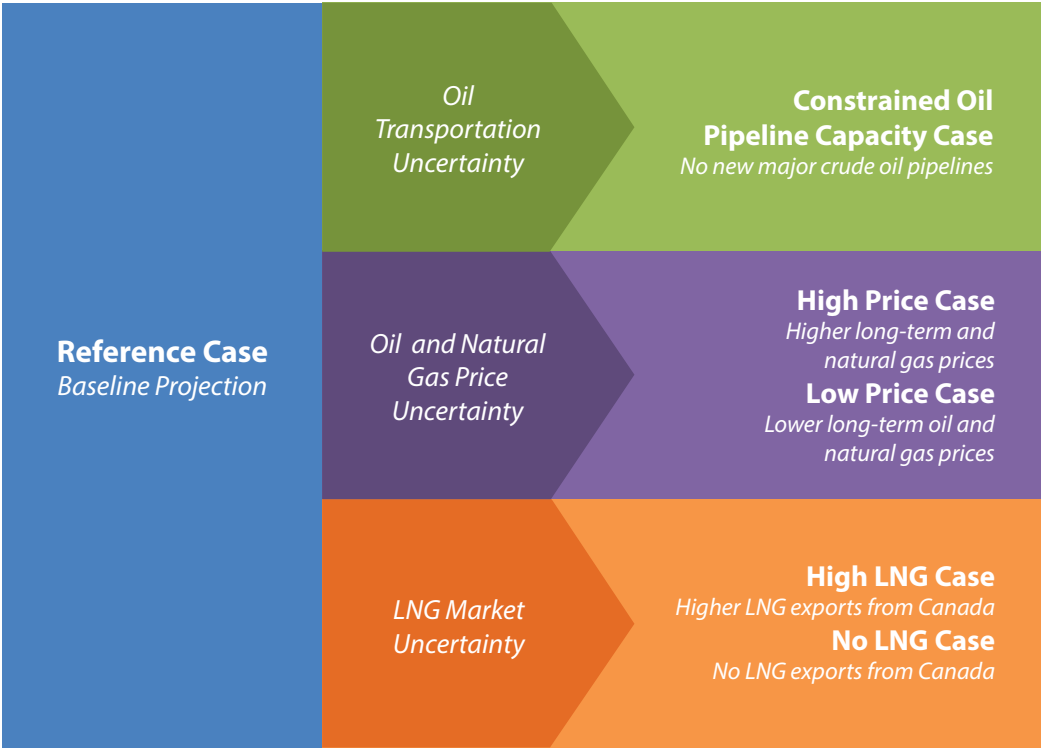 Reference Case
Baseline Projection
Oil
Transportation
Uncertainty
Constrained Oil
Pipeline Capacity Case
No new major crude oil pipelines
Oil and Natural
Gas Price
Uncertainty
High Price Case
Higher long-term and
natural gas prices
Low Price Case
Lower long-term oil and
natural gas prices
LNG Market
Uncertainty
High LNG Case
Higher LNG exports from Canada
No LNG Case
No LNG exports from Canada